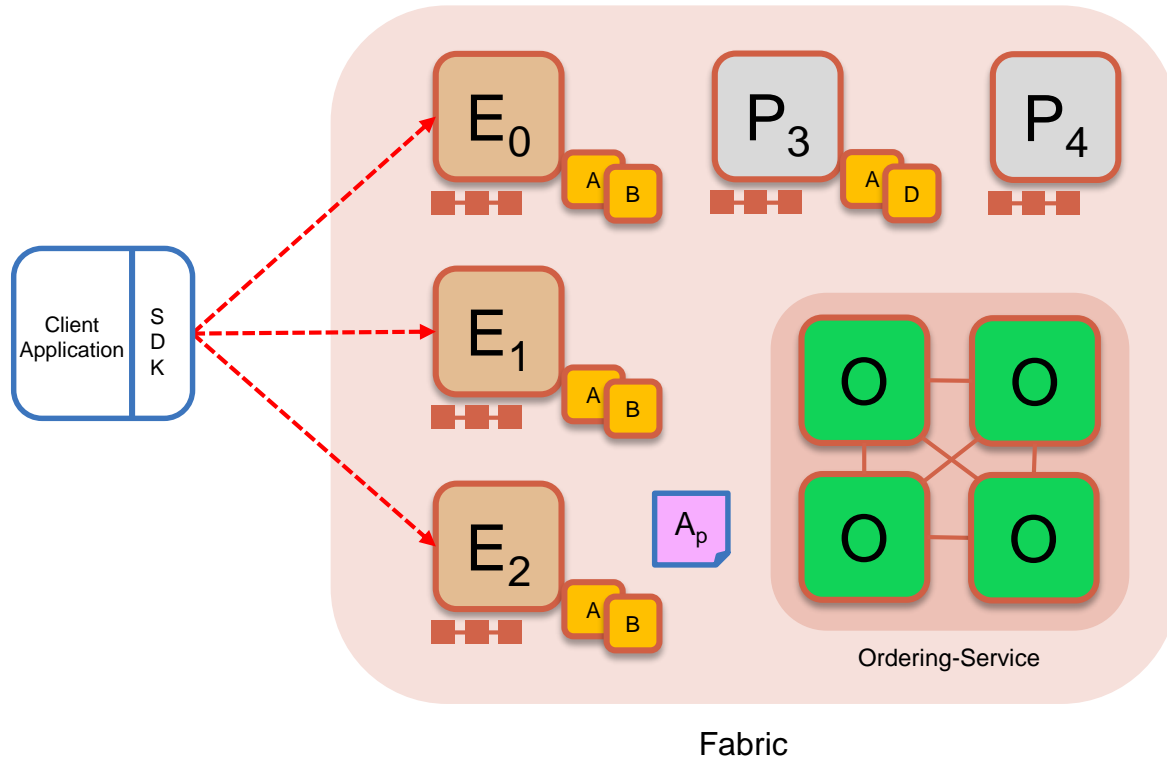 E0
A
B
P3
A
D
P4
Client
Application
S
D
K
E1
A
B
O
O
E2
A
B
Ap
O
O
Ordering-Service
Fabric